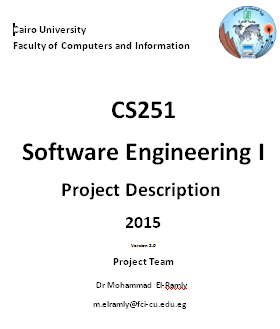 Cairo University
Faculty of Computers and Information
CS251
Software Engineering I
Project Description
2015
Version 2.0
Project Team
Dr Mohammad El-Ramly
m.elramly@fci-cu.edu.eg